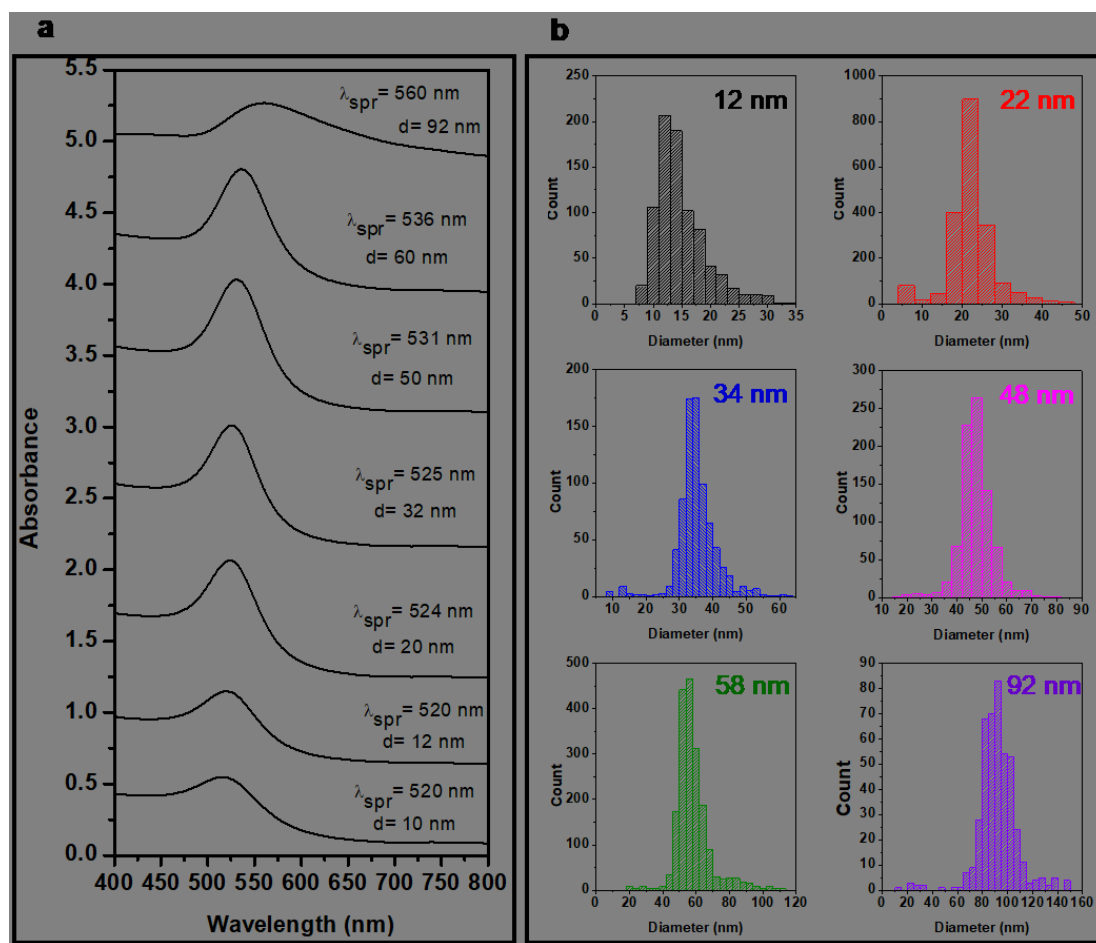 a
5.5
5.0
4.5
4.0
3.5
3.0
2.5
2.0
1.5
1.0
0.5
0.0
Absorbance
λspr= 560 nm
d= 92 nm
λspr= 536 nm
d= 60 nm
λspr= 531 nm
d= 50 nm
λspr= 525 nm
d= 32 nm
λspr= 524 nm
d= 20 nm
λspr= 520 nm
d= 12 nm
λspr= 520 nm
d= 10 nm
400 450 500 550 600 650 700 750 800
Wavelength (nm)
b
12 nm
250
200
150
100
50
0
Count
0 5 10 15 20 25 30 35
Diameter (nm)
22 nm
1000
800
600
400
200
0
Count
0 10 20 30 40 50
Diameter (nm)
34 nm
200
150
100
50
0
Count
10 20 30 40 50 60
Diameter (nm)
48 nm
300
250
200
150
100
50
0
Count
10 20 30 40 50 60 70 80 90
Diameter (nm)
58 nm
500
400
300
200
100
0
Count
0 20 40 60 80 100 120
Diameter (nm)
92 nm
90
80
70
60
50
40
30
20
10
0
Count
0 20 40 60 80 100 120 140 160
Diameter (nm)